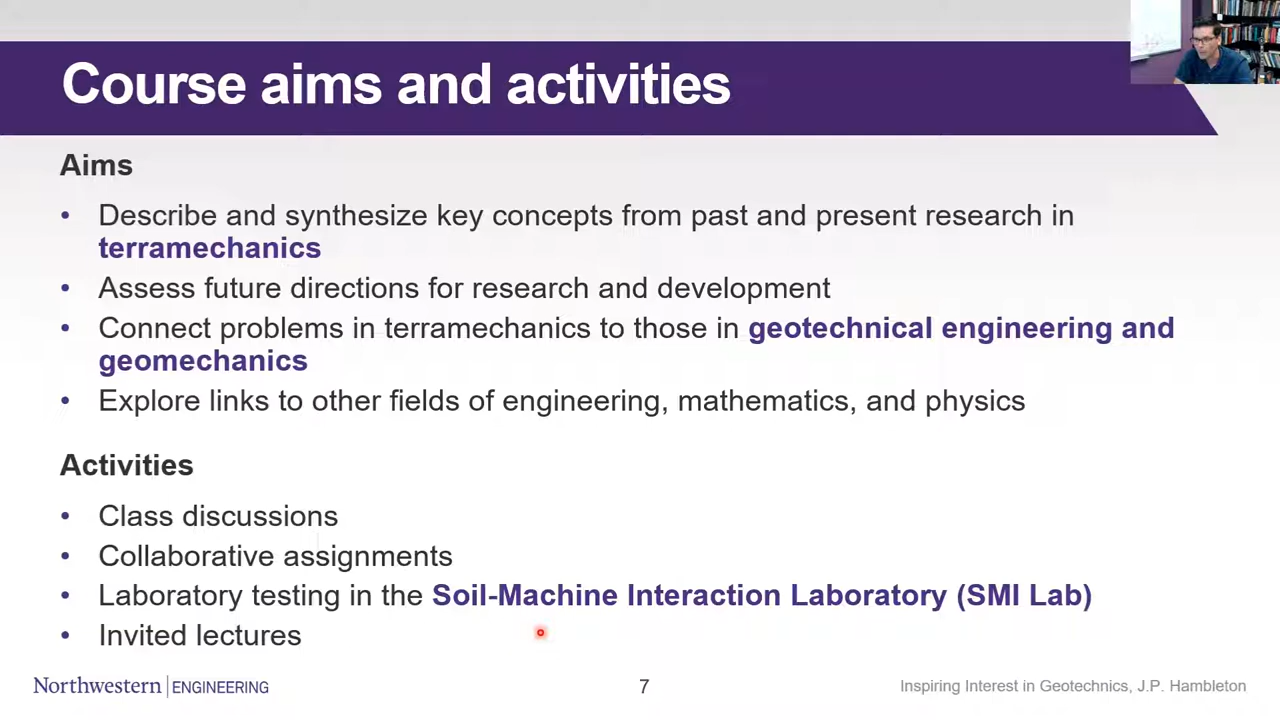 Course aims and activities
Aims
• Describe and synthesize key concepts from past and present research in
terramechanics
• Assess future directions for research and development
• Connect problems in terramechanics to those in geotechnical engineering and
geomechanics
• Explore links to other fields of engineering, mathematics, and physics
Activities
• Class discussions
• Collaborative assignments
• Laboratory testing in the Soil-Machine Interaction Laboratory (SMI Lab)
• Invited lectures
Northwestern | ENGINEERING
7
Inspiring Interest in Geotechnics, J.P. Hambleton